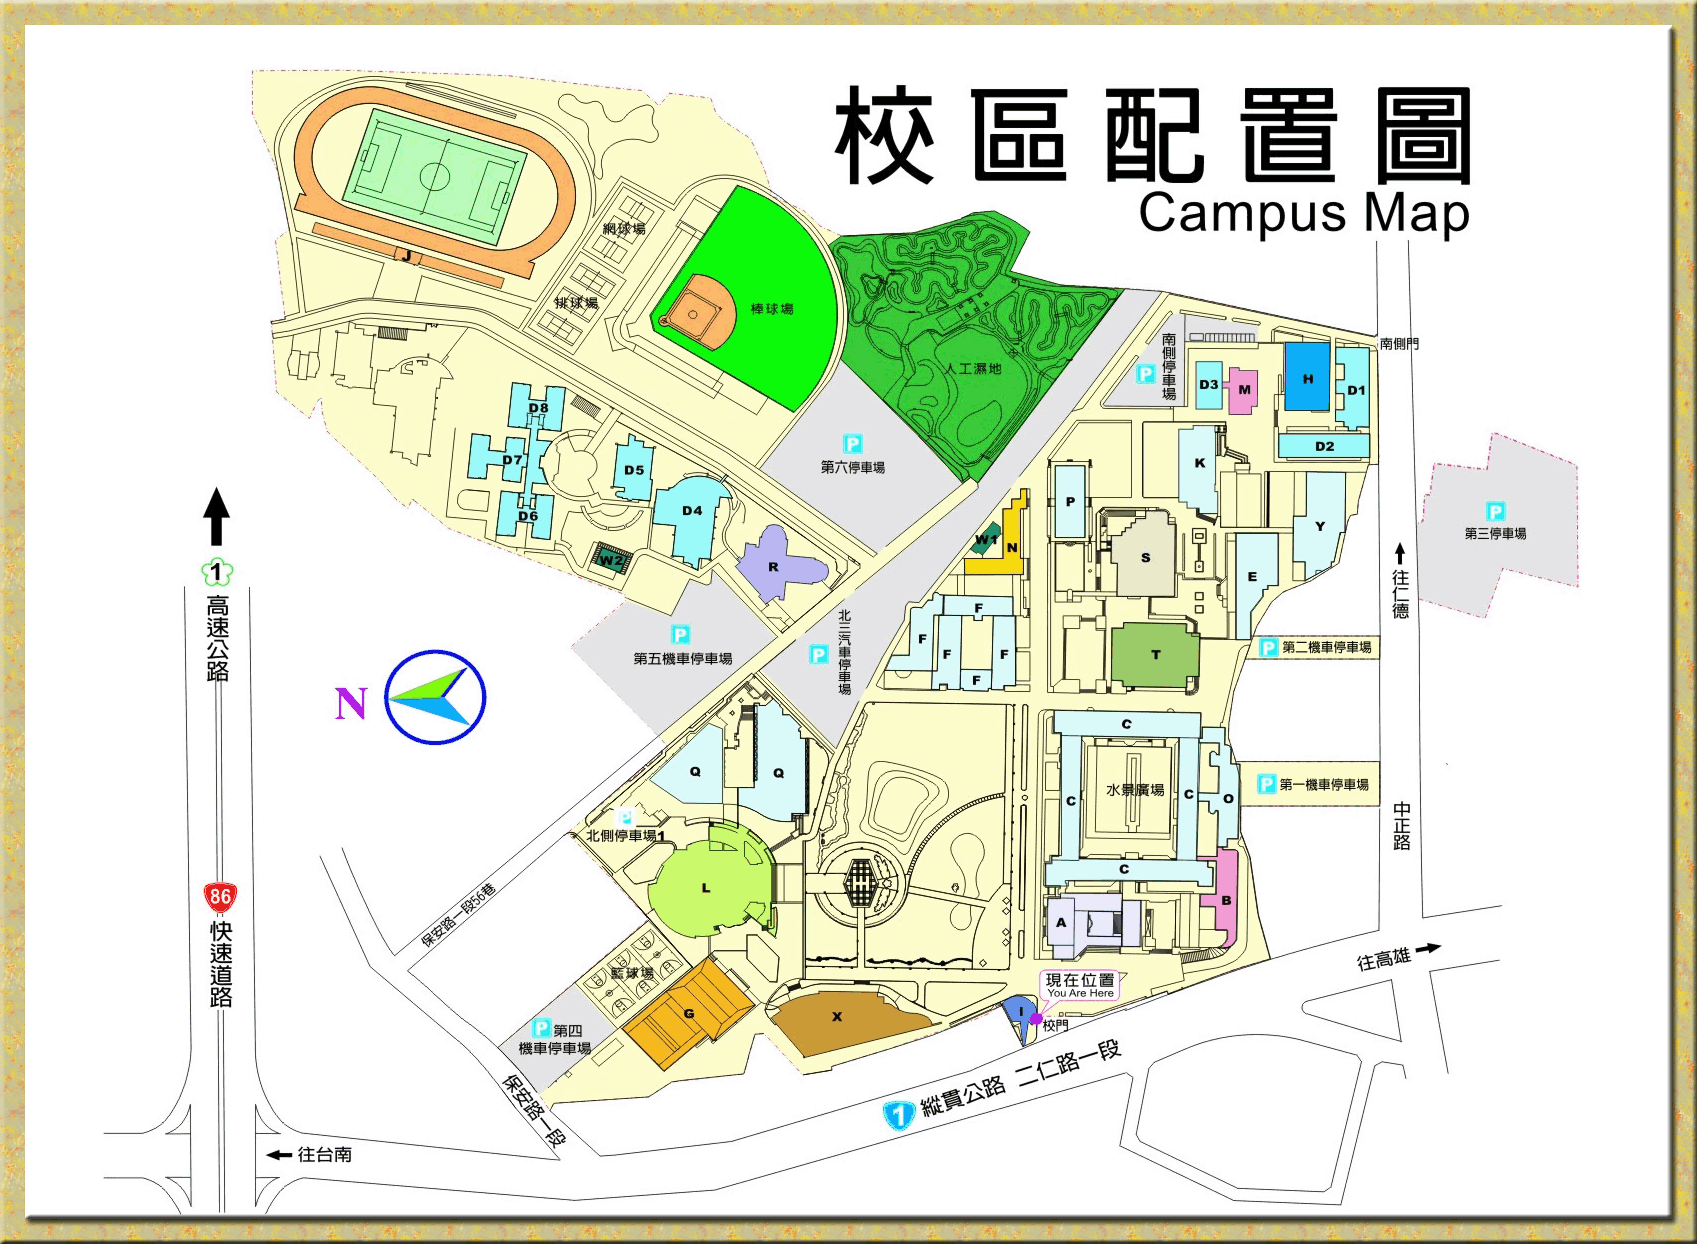 校區配置圖
Campus Map
網球場
排球場
J
棒球場
人工濕地
P
南側停車場
南側門
D3
M
H
D1
D2
K
P
第六停車場
D8
D7
D6
D5
D4
W2
R
W1
N
P
S
Y
E
T
P
第三停車場
往仁德
1
高速公路
N
P
第五機車停車場
P
北三汽車停車場
F
F
F
F
F
P 第二機車停車場
C
C
C
C
水景廣場
O
P 第一機車停車場
中正路
Q
Q
P
北側停車場1
L
保安路一段56巷
86
快速道路
籃球場
G
P 第四
機車停車場
X
A
B
現在位置
You Are Here
I
校門
往高雄
保安路一段
1 縱貫公路 二仁路一段
往台南